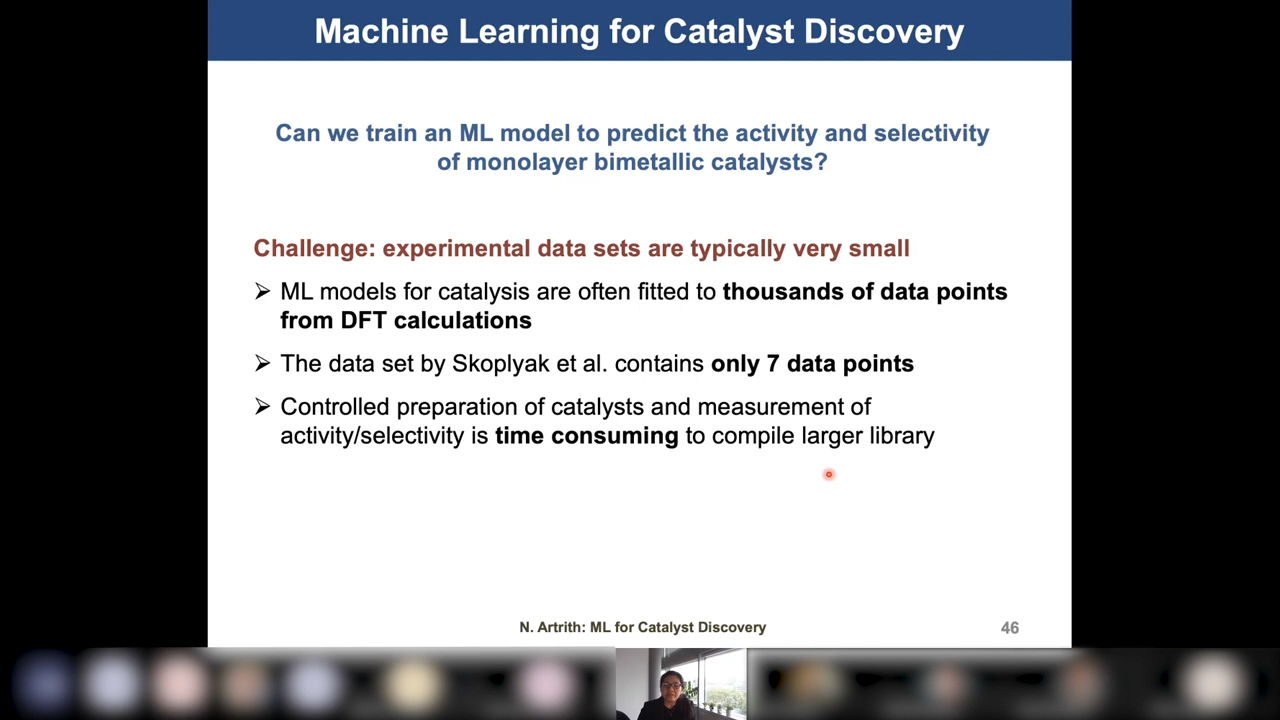 Machine Learning for Catalyst Discovery
Can we train an ML model to predict the activity and selectivity
of monolayer bimetallic catalysts?
Challenge: experimental data sets are typically very small
➢ ML models for catalysis are often fitted to thousands of data points
from DFT calculations
➢ The data set by Skoplyak et al. contains only 7 data points
➢ Controlled preparation of catalysts and measurement of
activity/selectivity is time consuming to compile larger library
N. Artrith: ML for Catalyst Discovery
46